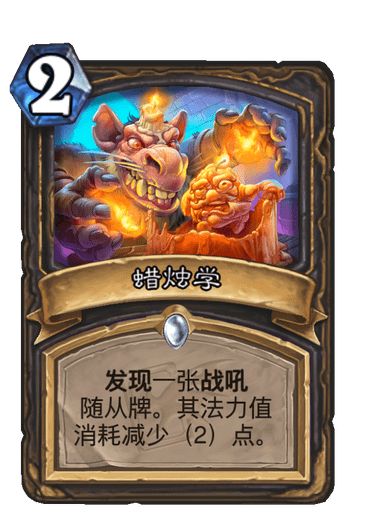 2
蜡烛学
发现一张战吼
随从牌。其法力值
消耗减少（2）点。